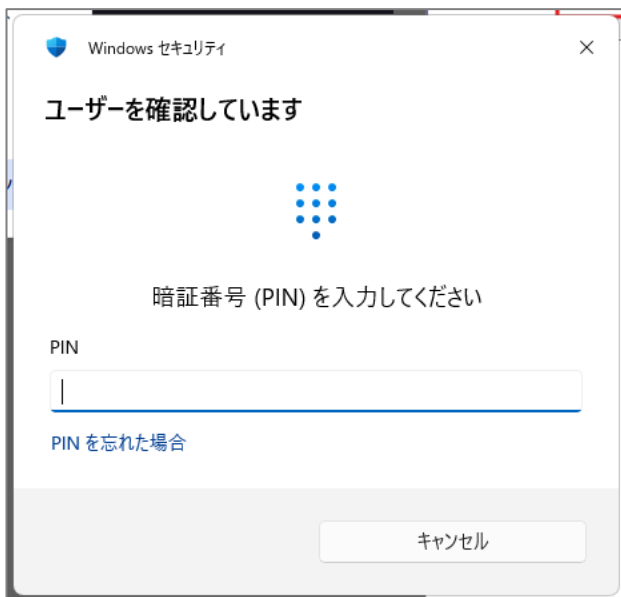 Windows セキュリティ
ユーザーを確認しています
暗証番号 (PIN) を入力してください
PIN
PIN を忘れた場合
キャンセル